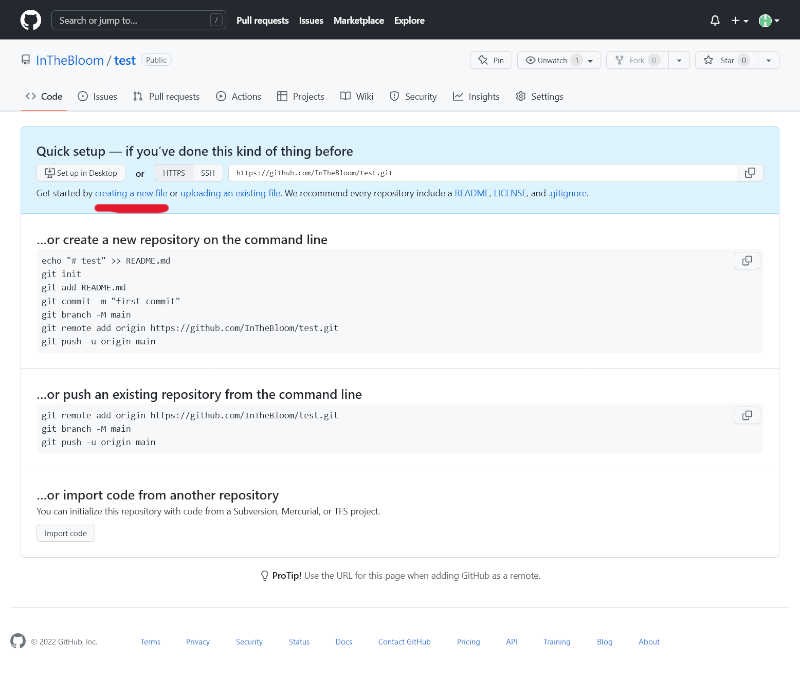 Search or jump to... /
Pull requests Issues Marketplace Explore
InTheBloom / test Public
Pin Unwatch 1 Fork 0 Star 0
Code Issues Pull requests Actions Projects Wiki Security Insights Settings
Quick setup — if you've done this kind of thing before
Set up in Desktop or HTTPS SSH https://github.com/InTheBloom/test.git
Get started by creating a new file or uploading an existing file. We recommend every repository include a README, LICENSE, and .gitignore.
...or create a new repository on the command line
echo "# test" >> README.md
git init
git add README.md
git commit -m "first commit"
git branch -M main
git remote add origin https://github.com/InTheBloom/test.git
git push -u origin main
...or push an existing repository from the command line
git remote add origin https://github.com/InTheBloom/test.git
git branch -M main
git push -u origin main
...or import code from another repository
You can initialize this repository with code from a Subversion, Mercurial, or TFS project.
Import code
ProTip! Use the URL for this page when adding GitHub as a remote.
© 2022 GitHub, Inc. Terms Privacy Security Status Docs Contact GitHub Pricing API Training Blog About